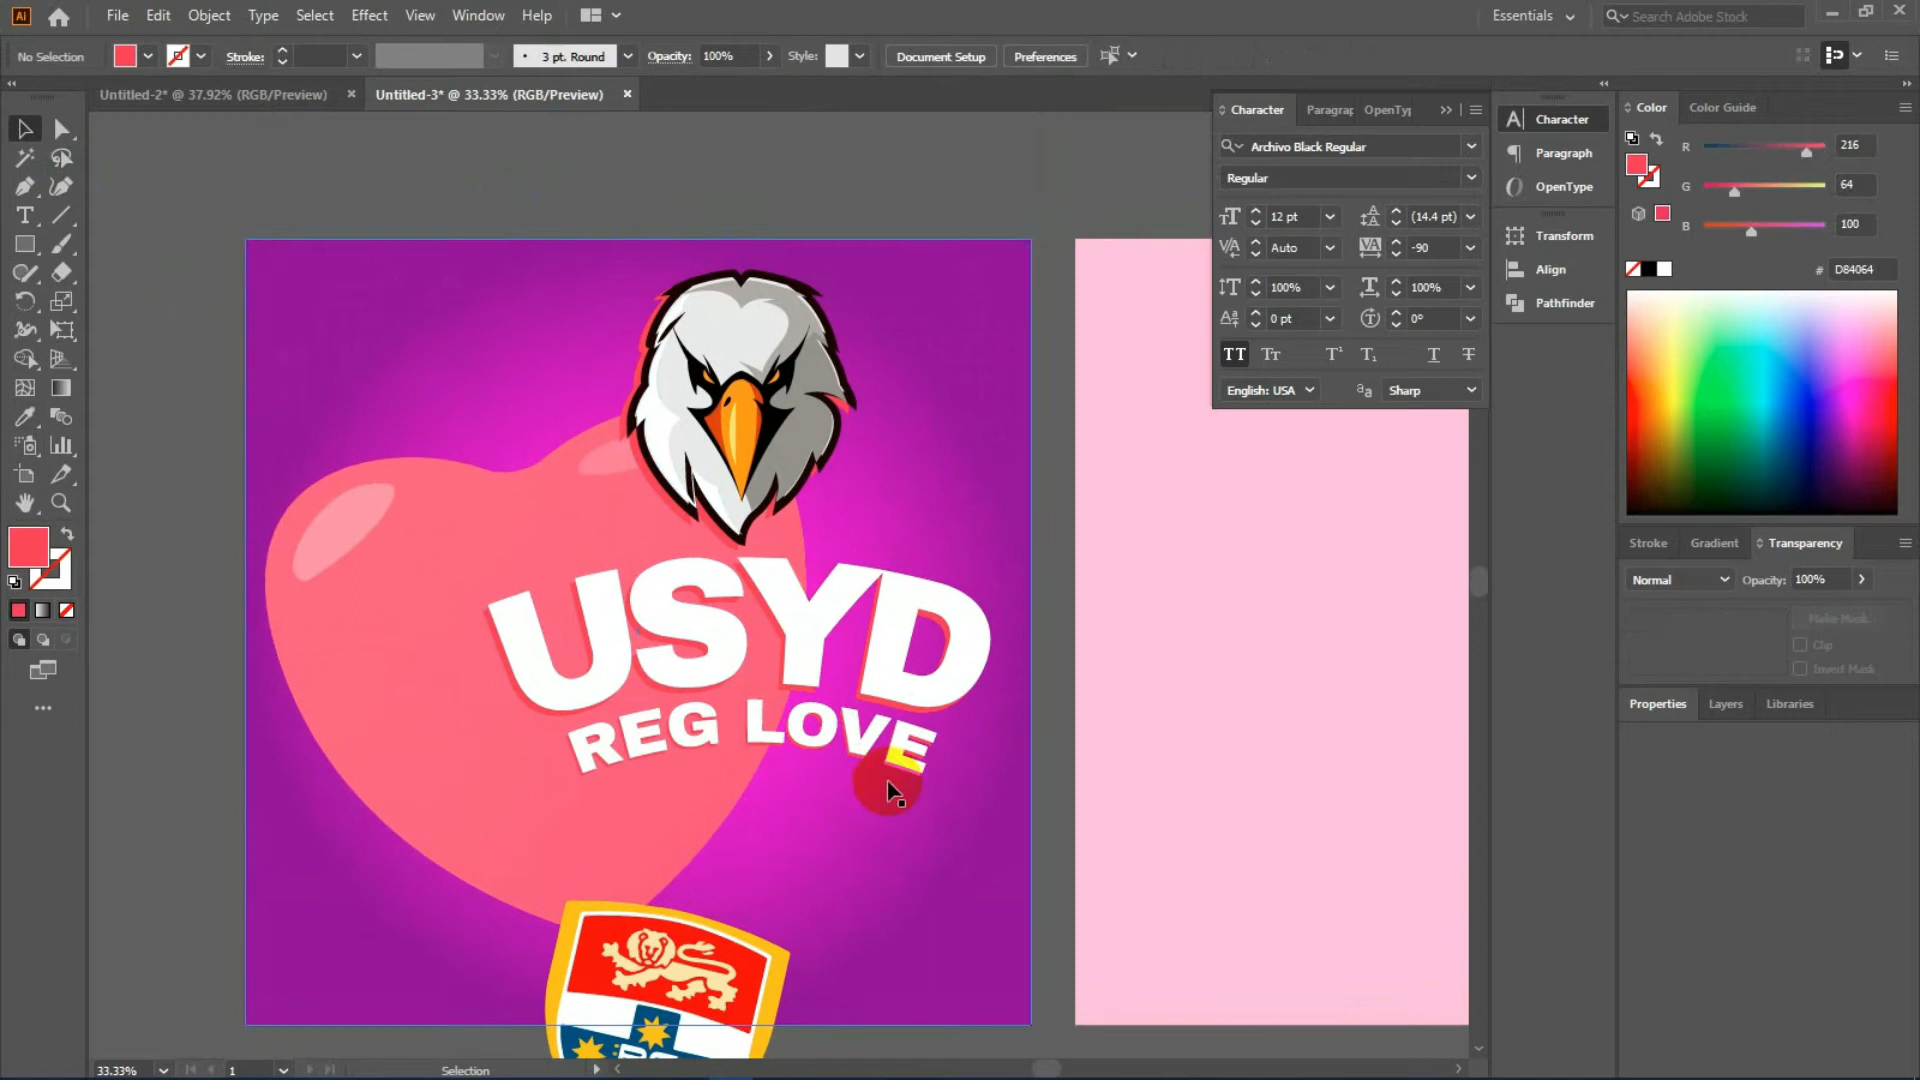 Ai File Edit Object Type Select Effect View Window Help Essentials Search Adobe Stock
No Selection Stroke: 3 pt. Round Opacity: 100% Style: Document Setup Preferences
Untitled-2* @ 37.92% (RGB/Preview) × Untitled-3* @ 33.33% (RGB/Preview) ×
Character Paragrap OpenTyp
Archivo Black Regular
Regular
12 pt (14.4 pt)
Auto -90
100% 100%
0 pt 0°
English: USA Sharp
Character
Paragraph
OpenType
Transform
Align
Pathfinder
Color Color Guide
R 216
G 64
B 100
# D84064
Stroke Gradient Transparency
Normal Opacity: 100%
Make Mask
Clip
Invert Mask
Properties Layers Libraries
USYD
REG LOVE
33.33% 1 Selection